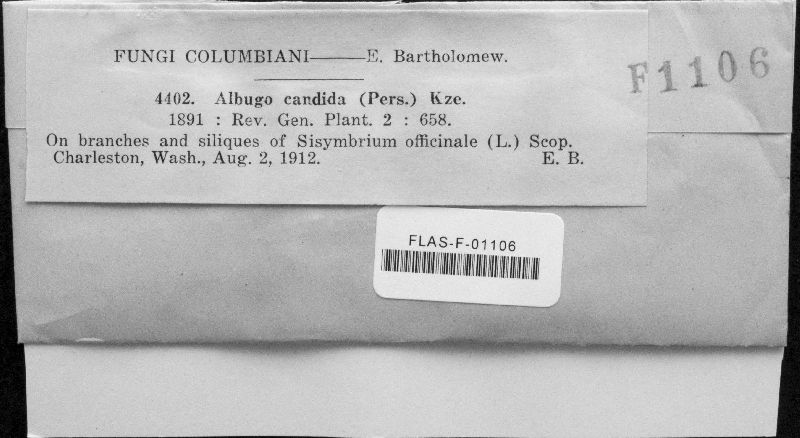 FUNGI COLUMBIANI——E. Bartholomew.
F1106
4402. Albugo candida (Pers.) Kze.
1891 : Rev. Gen. Plant. 2 : 658.
On branches and siliques of Sisymbrium officinale (L.) Scop.
Charleston, Wash., Aug. 2, 1912. E. B.
FLAS-F-01106